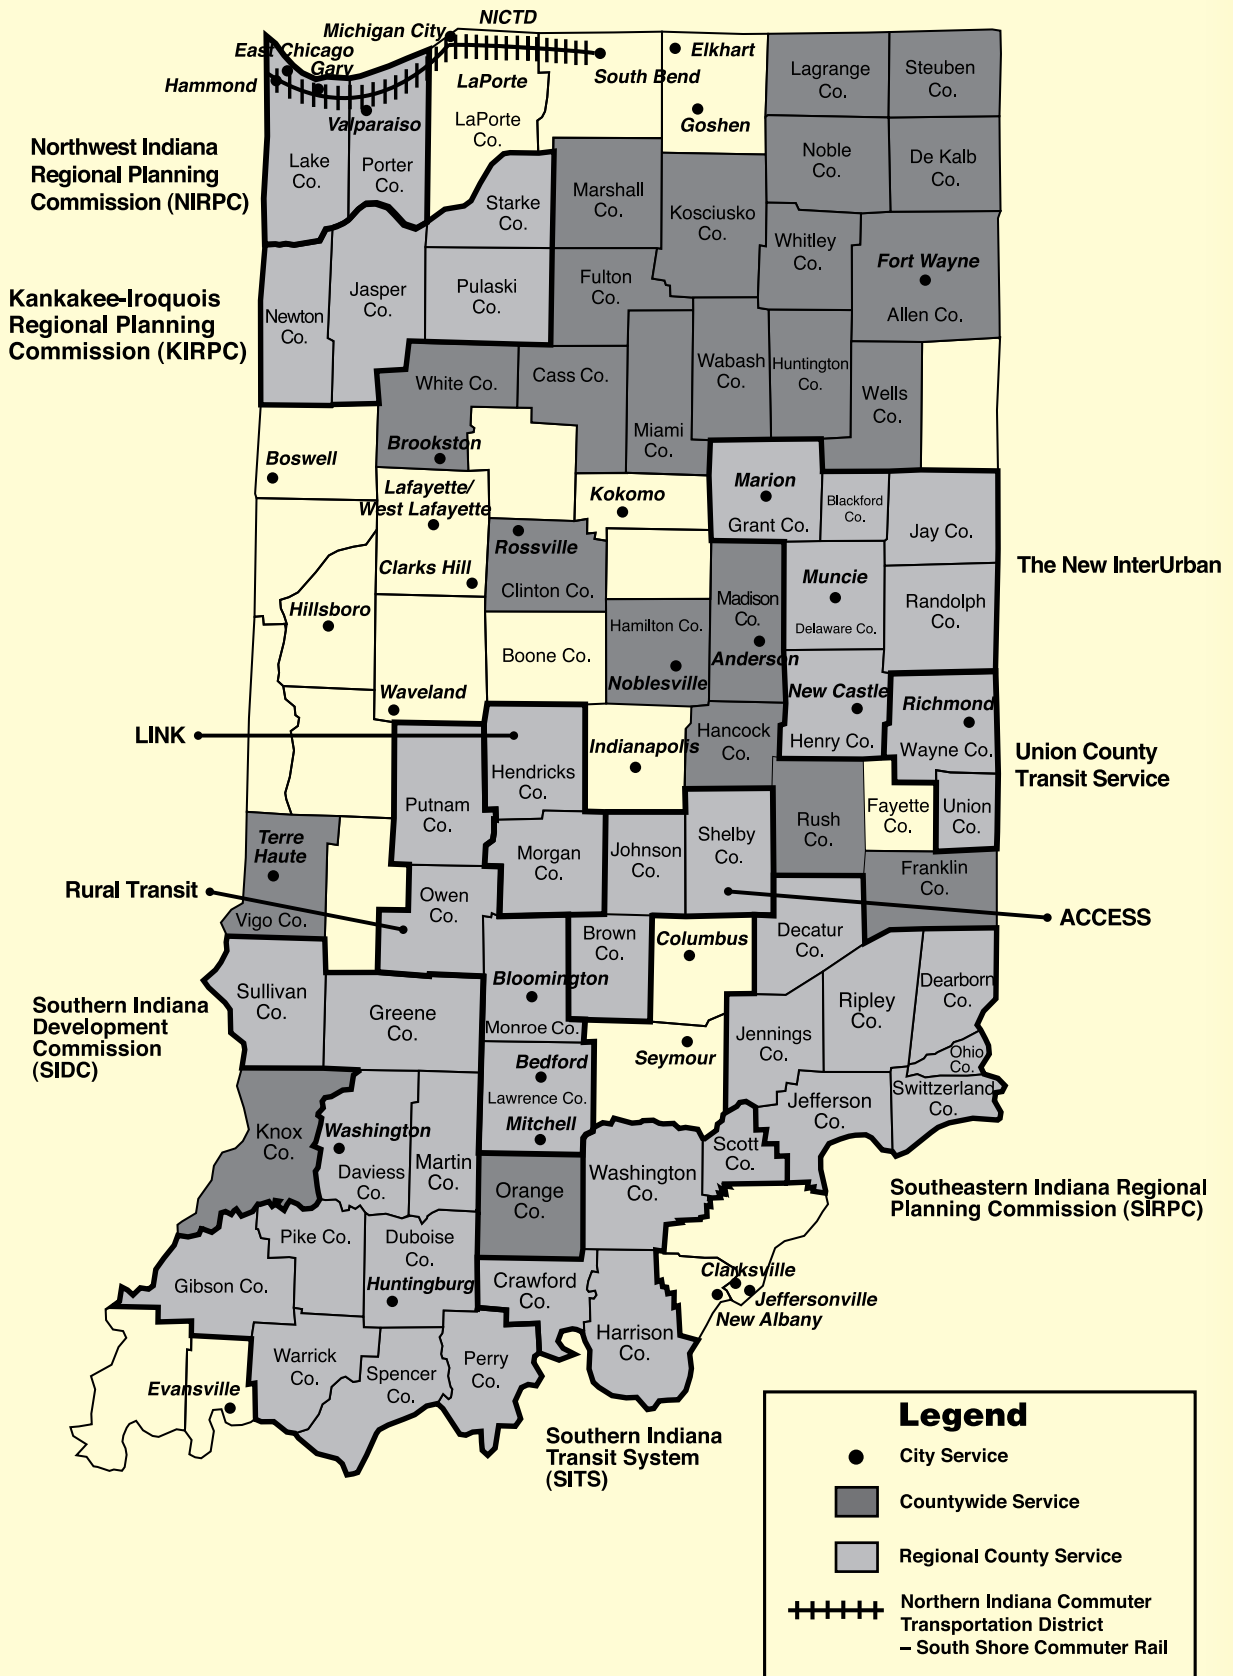 NICTD
Michigan City
East Chicago
Gary
Hammond
Elkhart
South Bend
LaPorte
LaPorte
Co.
Valparaiso
Goshen
Lagrange
Co.
Steuben
Co.
Northwest Indiana
Regional Planning
Commission (NIRPC)
Lake
Co.
Porter
Co.
Starke
Co.
Marshall
Co.
Kosciusko
Co.
Noble
Co.
De Kalb
Co.
Whitley
Co.
Fort Wayne
Allen Co.
Kankakee-Iroquois
Regional Planning
Commission (KIRPC)
Newton
Co.
Jasper
Co.
Pulaski
Co.
Fulton
Co.
White Co.
Cass Co.
Miami
Co.
Wabash
Co.
Huntington
Co.
Wells
Co.
Brookston
Boswell
Lafayette/
West Lafayette
Kokomo
Marion
Grant Co.
Blackford
Co.
Jay Co.
Rossville
Clinton Co.
Clarks Hill
The New InterUrban
Hillsboro
Boone Co.
Hamilton Co.
Noblesville
Madison
Co.
Anderson
Muncie
Delaware Co.
Randolph
Co.
Waveland
New Castle
Henry Co.
Richmond
Wayne Co.
LINK
Hendricks
Co.
Indianapolis
Hancock
Co.
Union County
Transit Service
Putnam
Co.
Morgan
Co.
Johnson
Co.
Shelby
Co.
Rush
Co.
Fayette
Co.
Union
Co.
Terre
Haute
Vigo Co.
Franklin
Co.
Rural Transit
Owen
Co.
ACCESS
Brown
Co.
Columbus
Decatur
Co.
Bloomington
Monroe Co.
Sullivan
Co.
Greene
Co.
Dearborn
Co.
Ripley
Co.
Southern Indiana
Development
Commission
(SIDC)
Jennings
Co.
Seymour
Ohio
Co.
Bedford
Lawrence Co.
Mitchell
Jefferson
Co.
Switzerland
Co.
Knox
Co.
Washington
Daviess
Co.
Martin
Co.
Scott
Co.
Orange
Co.
Washington
Co.
Southeastern Indiana Regional
Planning Commission (SIRPC)
Pike Co.
Duboise
Co.
Huntingburg
Gibson Co.
Crawford
Co.
Clarksville
Jeffersonville
New Albany
Harrison
Co.
Warrick
Co.
Spencer
Co.
Perry
Co.
Evansville
Southern Indiana
Transit System
(SITS)
Legend
City Service
Countywide Service
Regional County Service
Northern Indiana Commuter
Transportation District
– South Shore Commuter Rail